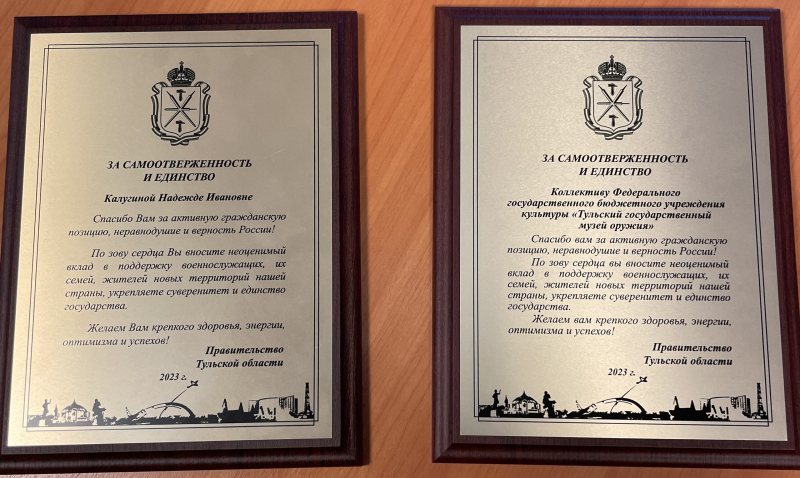 ЗА САМООТВЕРЖЕННОСТЬ
И ЕДИНСТВО
Калугиной Надежде Ивановне
Спасибо Вам за активную гражданскую
позицию, неравнодушие и верность России!
По зову сердца Вы вносите неоценимый
вклад в поддержку военнослужащих, их
семей, жителей новых территорий нашей
страны, укрепляете суверенитет и единство
государства.
Желаем Вам крепкого здоровья, энергии,
оптимизма и успехов!
Правительство
Тульской области
2023 г.
ЗА САМООТВЕРЖЕННОСТЬ
И ЕДИНСТВО
Коллективу Федерального
государственного бюджетного учреждения
культуры «Тульский государственный
музей оружия»
Спасибо вам за активную гражданскую
позицию, неравнодушие и верность России!
По зову сердца вы вносите неоценимый
вклад в поддержку военнослужащих, их
семей, жителей новых территорий нашей
страны, укрепляете суверенитет и единство
государства.
Желаем вам крепкого здоровья, энергии,
оптимизма и успехов!
Правительство
Тульской области
2023 г.